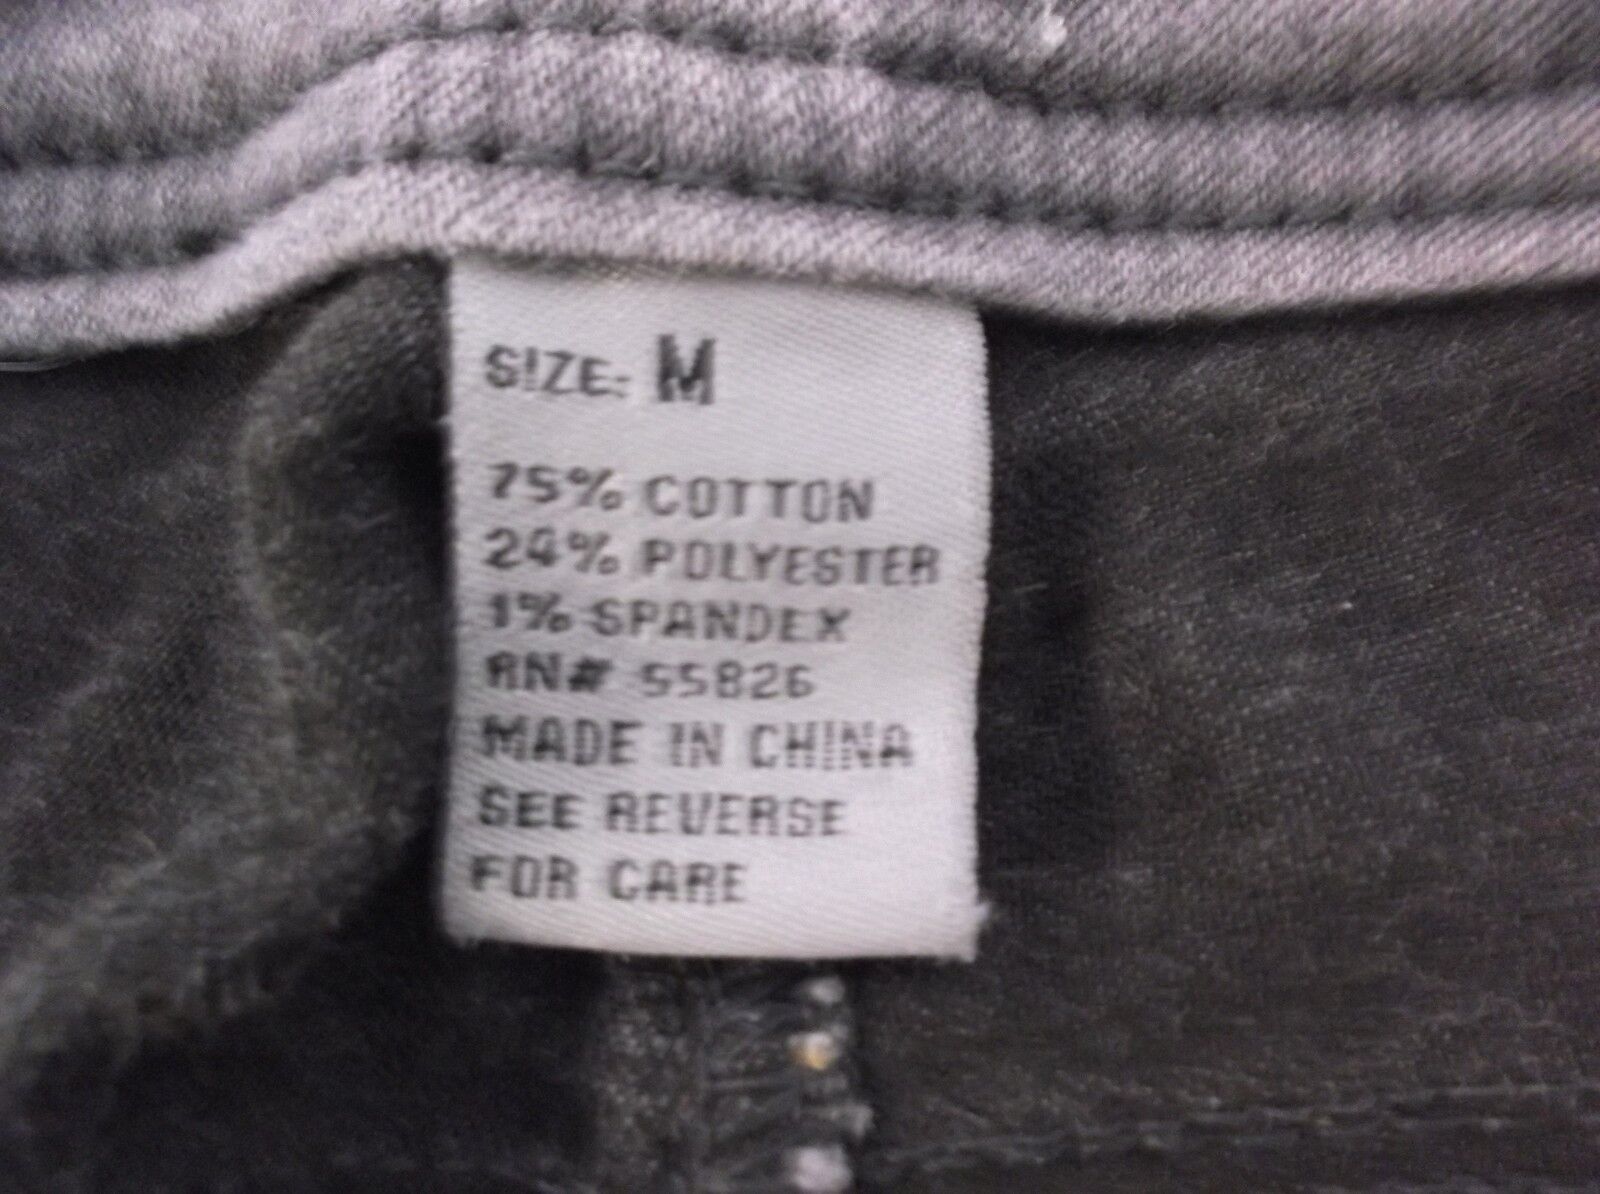 SIZE: M
75% COTTON
24% POLYESTER
1% SPANDEX
RN# 55826
MADE IN CHINA
SEE REVERSE
FOR CARE